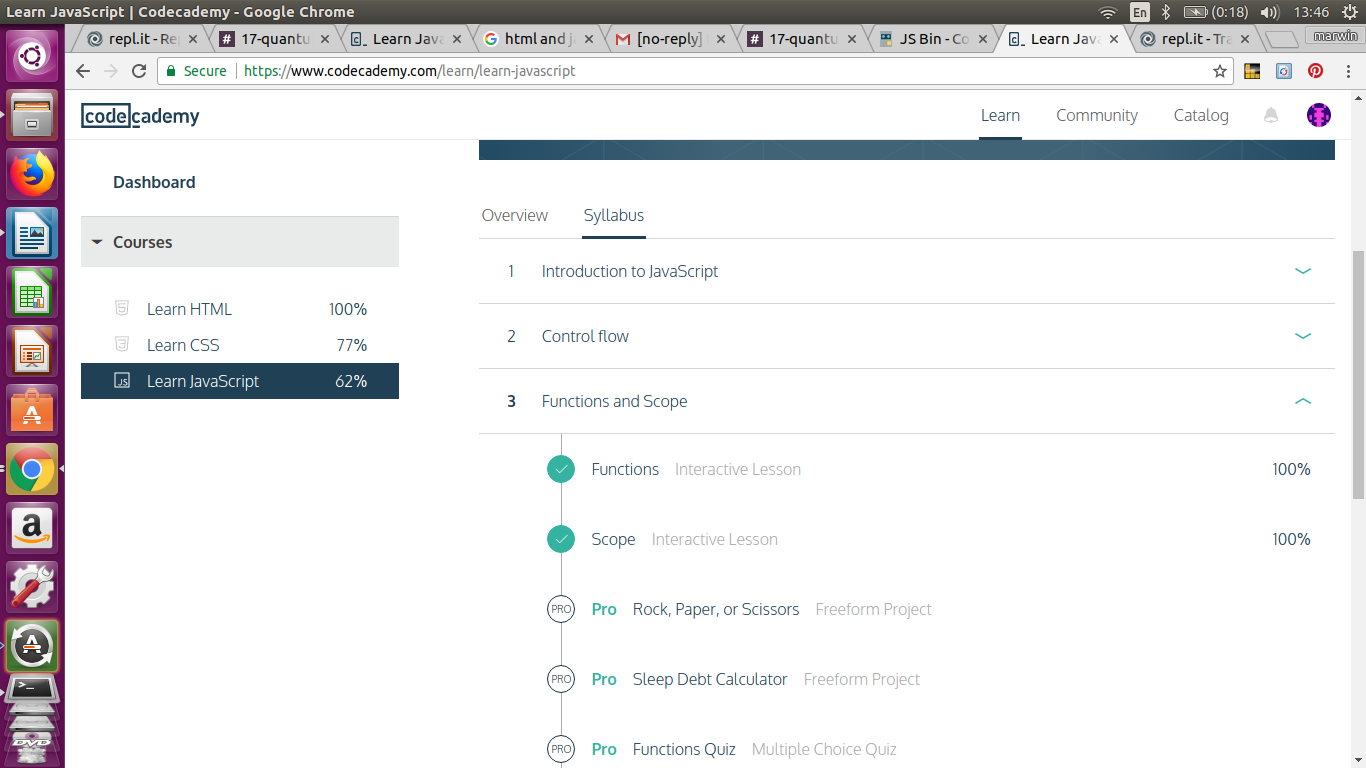 Learn JavaScript | Codecademy - Google Chrome En (0:18) 13:46
repl.it - Re 17-quantu Learn Java html and ja [no-reply] 17-quantu JS Bin - Co Learn Java repl.it - Tra marwin
Secure https://www.codecademy.com/learn/learn-javascript
codecademy Learn Community Catalog
Dashboard
Courses
Learn HTML 100%
Learn CSS 77%
JS Learn JavaScript 62%
Overview Syllabus
1 Introduction to JavaScript
2 Control flow
3 Functions and Scope
Functions Interactive Lesson 100%
Scope Interactive Lesson 100%
PRO Pro Rock, Paper, or Scissors Freeform Project
PRO Pro Sleep Debt Calculator Freeform Project
PRO Pro Functions Quiz Multiple Choice Quiz
DVD